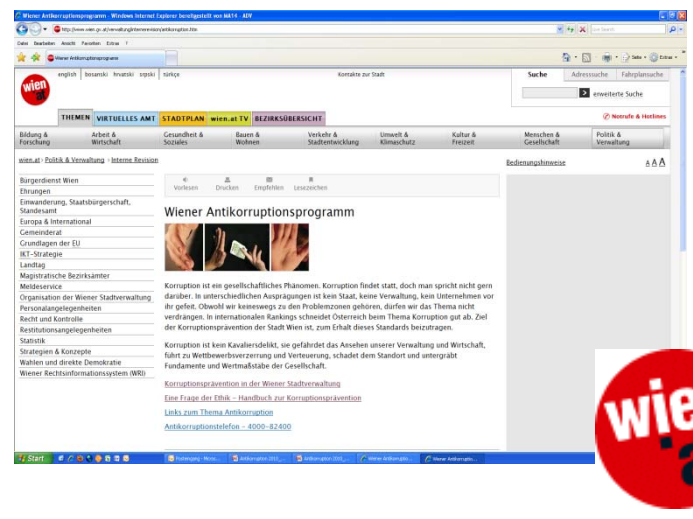 Wiener Antikorruptionsprogramm - Windows Internet Explorer bereitgestellt von MA14 - ADV
Datei Bearbeiten Ansicht Favoriten Extras ?
Wiener Antikorruptionsprogramm
Seite Extras
english bosanski hrvatski srpski türkçe
Kontakte zur Stadt
Suche Adresssuche Fahrplansuche
wien
at
erweiterte Suche
THEMEN VIRTUELLES AMT STADTPLAN wien.at TV BEZIRKSÜBERSICHT
Notrufe & Hotlines
Bildung & Forschung
Arbeit & Wirtschaft
Gesundheit & Soziales
Bauen & Wohnen
Verkehr & Stadtentwicklung
Umwelt & Klimaschutz
Kultur & Freizeit
Menschen & Gesellschaft
Politik & Verwaltung
wien.at › Politik & Verwaltung › Interne Revision
Bedienungshinweise
A A A
Bürgerdienst Wien
Ehrungen
Einwanderung, Staatsbürgerschaft,
Standesamt
Europa & International
Gemeinderat
Grundlagen der EU
IKT-Strategie
Landtag
Magistratische Bezirksämter
Meldeservice
Organisation der Wiener Stadtverwaltung
Personalangelegenheiten
Recht und Kontrolle
Restitutionsangelegenheiten
Statistik
Strategien & Konzepte
Wahlen und direkte Demokratie
Wiener Rechtsinformationssystem (WRI)
Vorlesen Drucken Empfehlen Lesezeichen
Wiener Antikorruptionsprogramm
Korruption ist ein gesellschaftliches Phänomen. Korruption findet statt, doch man spricht nicht gern
darüber. In unterschiedlichen Ausprägungen ist kein Staat, keine Verwaltung, kein Unternehmen vor
ihr gefeit. Obwohl wir keineswegs zu den Problemzonen gehören, dürfen wir das Thema nicht
verdrängen. In internationalen Rankings schneidet Österreich beim Thema Korruption gut ab. Ziel
der Korruptionsprävention der Stadt Wien ist, zum Erhalt dieses Standards beizutragen.
Korruption ist kein Kavaliersdelikt, sie gefährdet das Ansehen unserer Verwaltung und Wirtschaft,
führt zu Wettbewerbsverzerrung und Verteuerung, schadet dem Standort und untergräbt
Fundamente und Wertmaßstäbe der Gesellschaft.
Korruptionsprävention in der Wiener Stadtverwaltung
Eine Frage der Ethik – Handbuch zur Korruptionsprävention
Links zum Thema Antikorruption
Antikorruptionstelefon – 4000-82400
Start